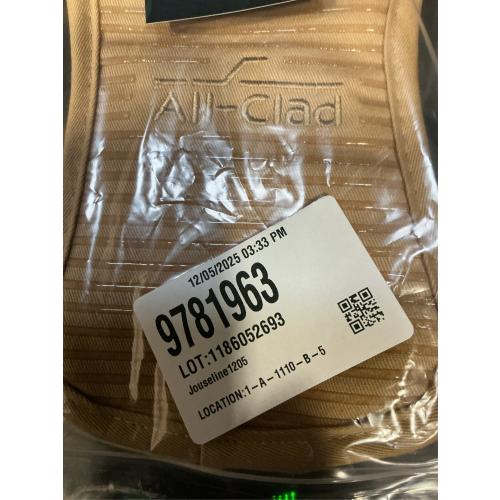 All-Clad
12/05/2025 03:33 PM
9781963
LOT:1186052693
Jouseline1205
LOCATION:1-A-1110-B-5